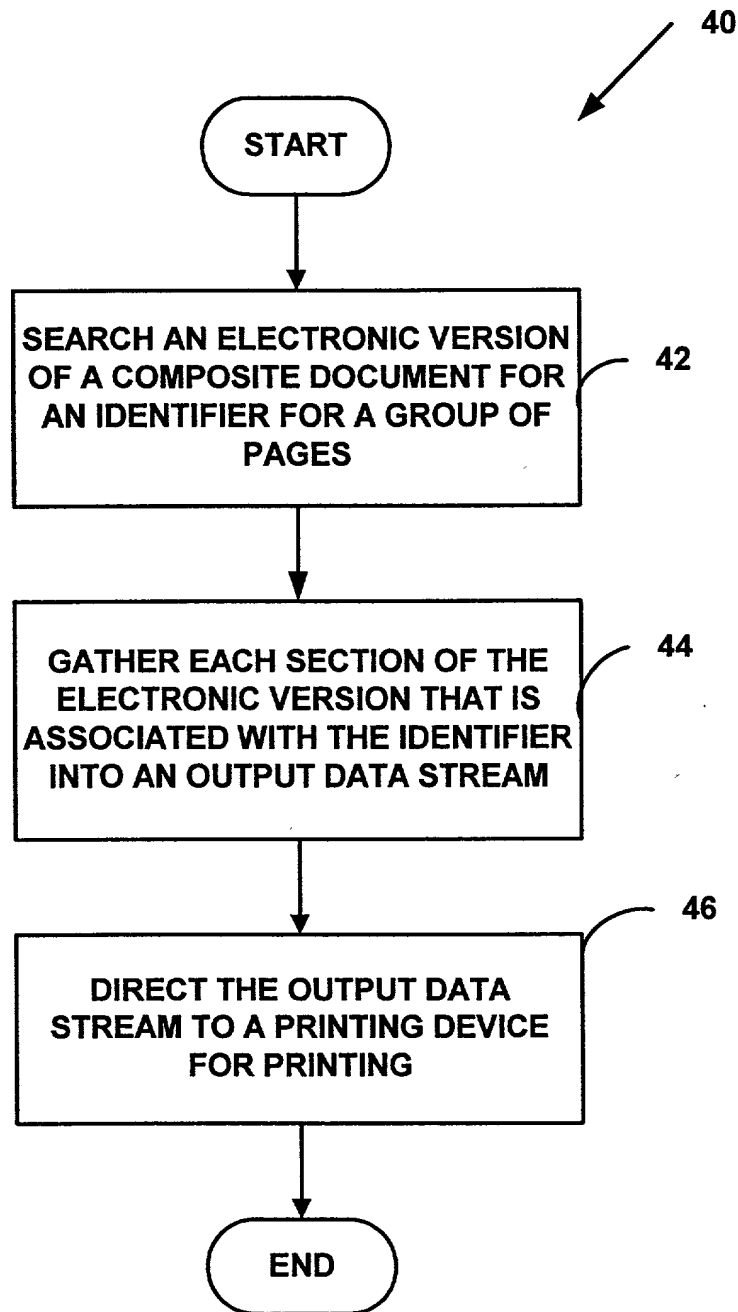 40
START
SEARCH AN ELECTRONIC VERSION
OF A COMPOSITE DOCUMENT FOR
AN IDENTIFIER FOR A GROUP OF
PAGES
42
GATHER EACH SECTION OF THE
ELECTRONIC VERSION THAT IS
ASSOCIATED WITH THE IDENTIFIER
INTO AN OUTPUT DATA STREAM
44
DIRECT THE OUTPUT DATA
STREAM TO A PRINTING DEVICE
FOR PRINTING
46
END